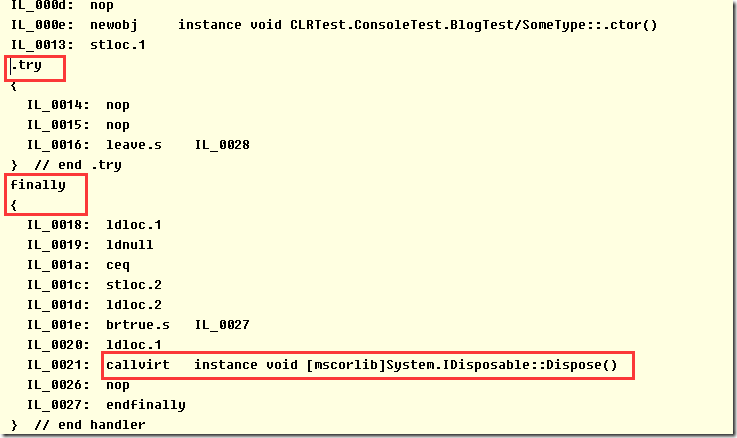 IL_000d:  nop
IL_000e:  newobj     instance void CLRTest.ConsoleTest.BlogTest/SomeType::.ctor()
IL_0013:  stloc.1
.try
{
  IL_0014:  nop
  IL_0015:  nop
  IL_0016:  leave.s    IL_0028
}  // end .try
finally
{
  IL_0018:  ldloc.1
  IL_0019:  ldnull
  IL_001a:  ceq
  IL_001c:  stloc.2
  IL_001d:  ldloc.2
  IL_001e:  brtrue.s   IL_0027
  IL_0020:  ldloc.1
  IL_0021:  callvirt   instance void [mscorlib]System.IDisposable::Dispose()
  IL_0026:  nop
  IL_0027:  endfinally
}  // end handler